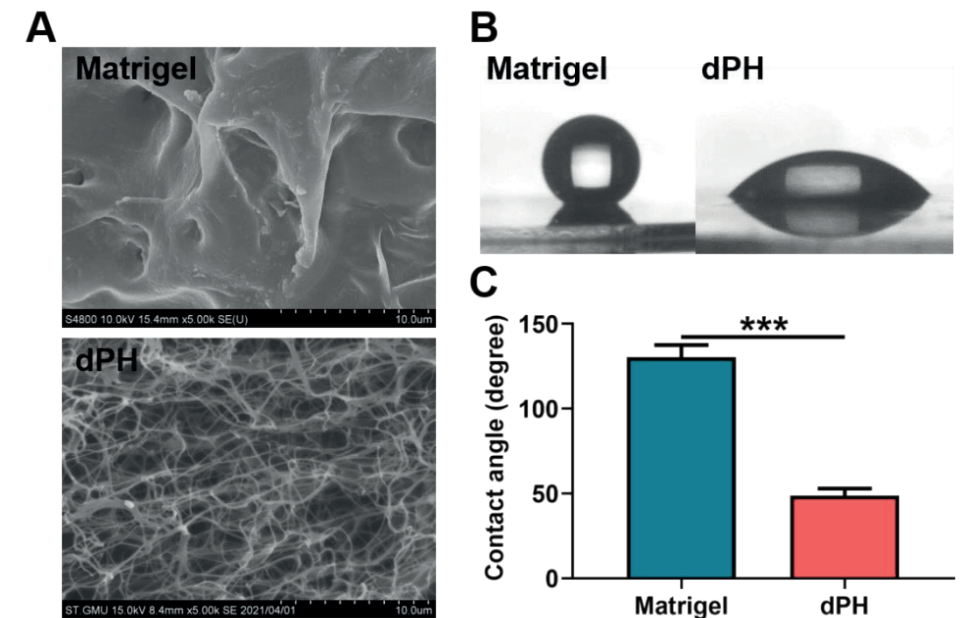 A
Matrigel
S4800 10.0kV 15.4mm x5.00k SE(U)
10.0um
dPH
ST GMU 15.0kV 8.4mm x5.00k SE 2021/04/01
10.0um
B
Matrigel
dPH
C
Contact angle (degree)
150
100
50
0
***
Matrigel
dPH